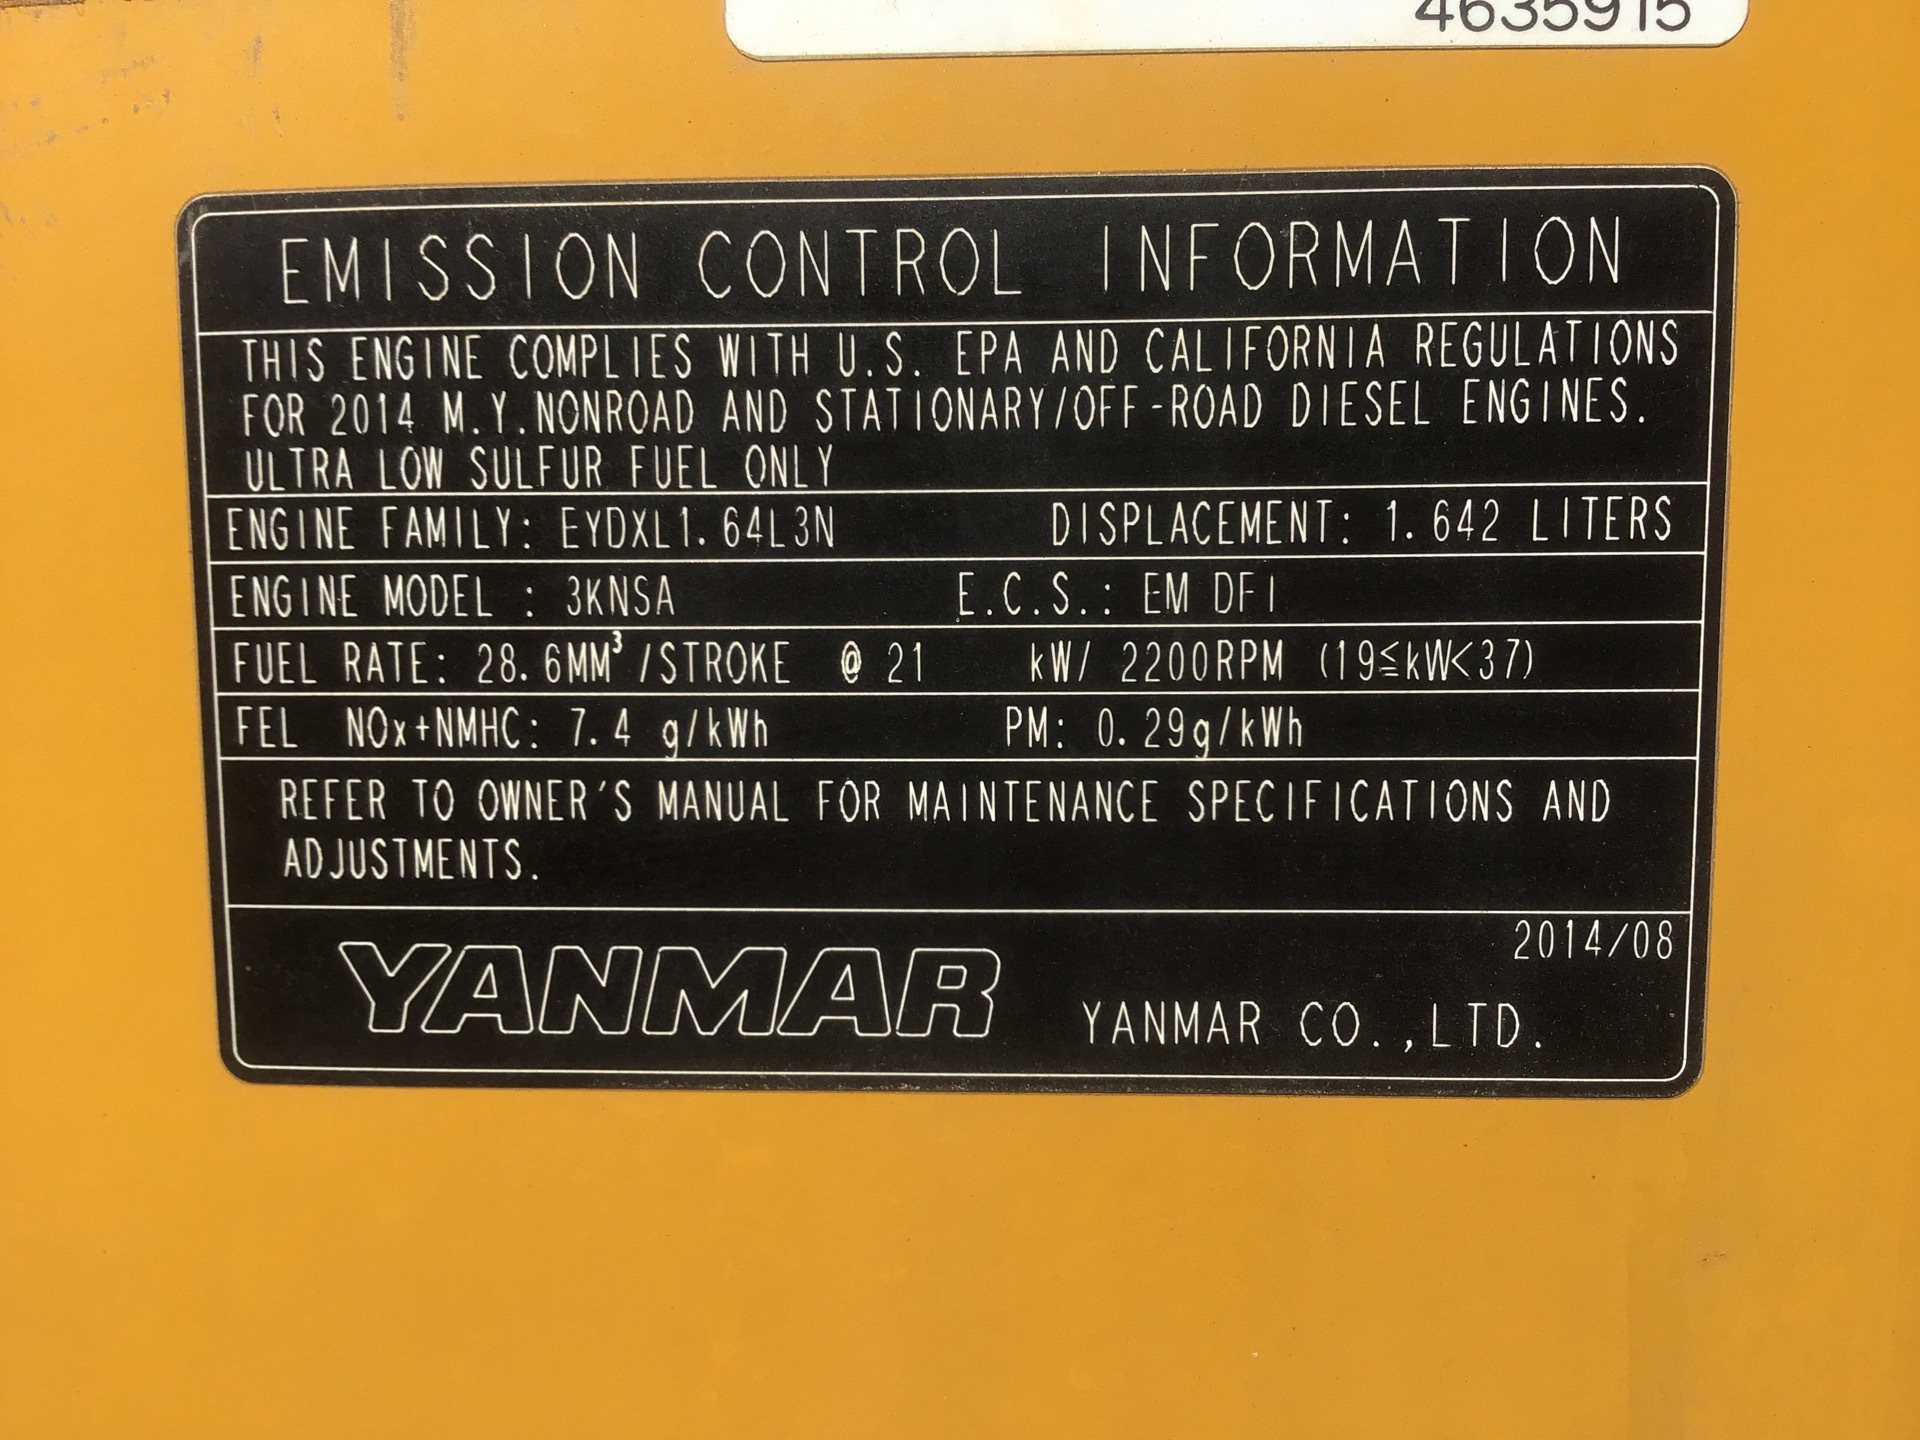 4635915
EMISSION CONTROL INFORMATION
THIS ENGINE COMPLIES WITH U.S. EPA AND CALIFORNIA REGULATIONS
FOR 2014 M.Y. NONROAD AND STATIONARY/OFF-ROAD DIESEL ENGINES.
ULTRA LOW SULFUR FUEL ONLY
ENGINE FAMILY: EYDXL1.64L3N DISPLACEMENT: 1.642 LITERS
ENGINE MODEL : 3KNSA E.C.S.: EM DFI
FUEL RATE: 28.6MM³/STROKE @ 21 kW/ 2200RPM (19≦kW<37)
FEL NOx+NMHC: 7.4 g/kWh PM: 0.29g/kWh
REFER TO OWNER'S MANUAL FOR MAINTENANCE SPECIFICATIONS AND
ADJUSTMENTS.
2014/08
YANMAR YANMAR CO.,LTD.